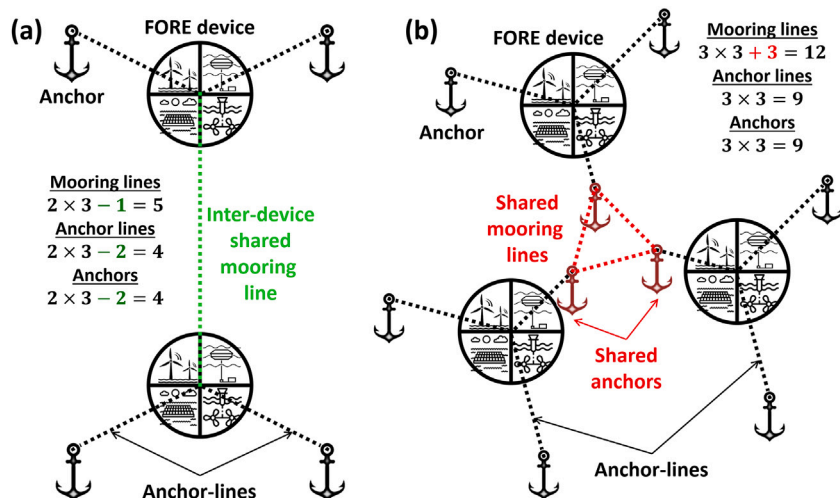 (a)
FORE device
Anchor
Mooring lines
2 × 3 − 1 = 5
Anchor lines
2 × 3 − 2 = 4
Anchors
2 × 3 − 2 = 4
Inter-device
shared
mooring
line
Anchor-lines
(b)
FORE device
Anchor
Mooring lines
3 × 3 + 3 = 12
Anchor lines
3 × 3 = 9
Anchors
3 × 3 = 9
Shared
mooring
lines
Shared
anchors
Anchor-lines